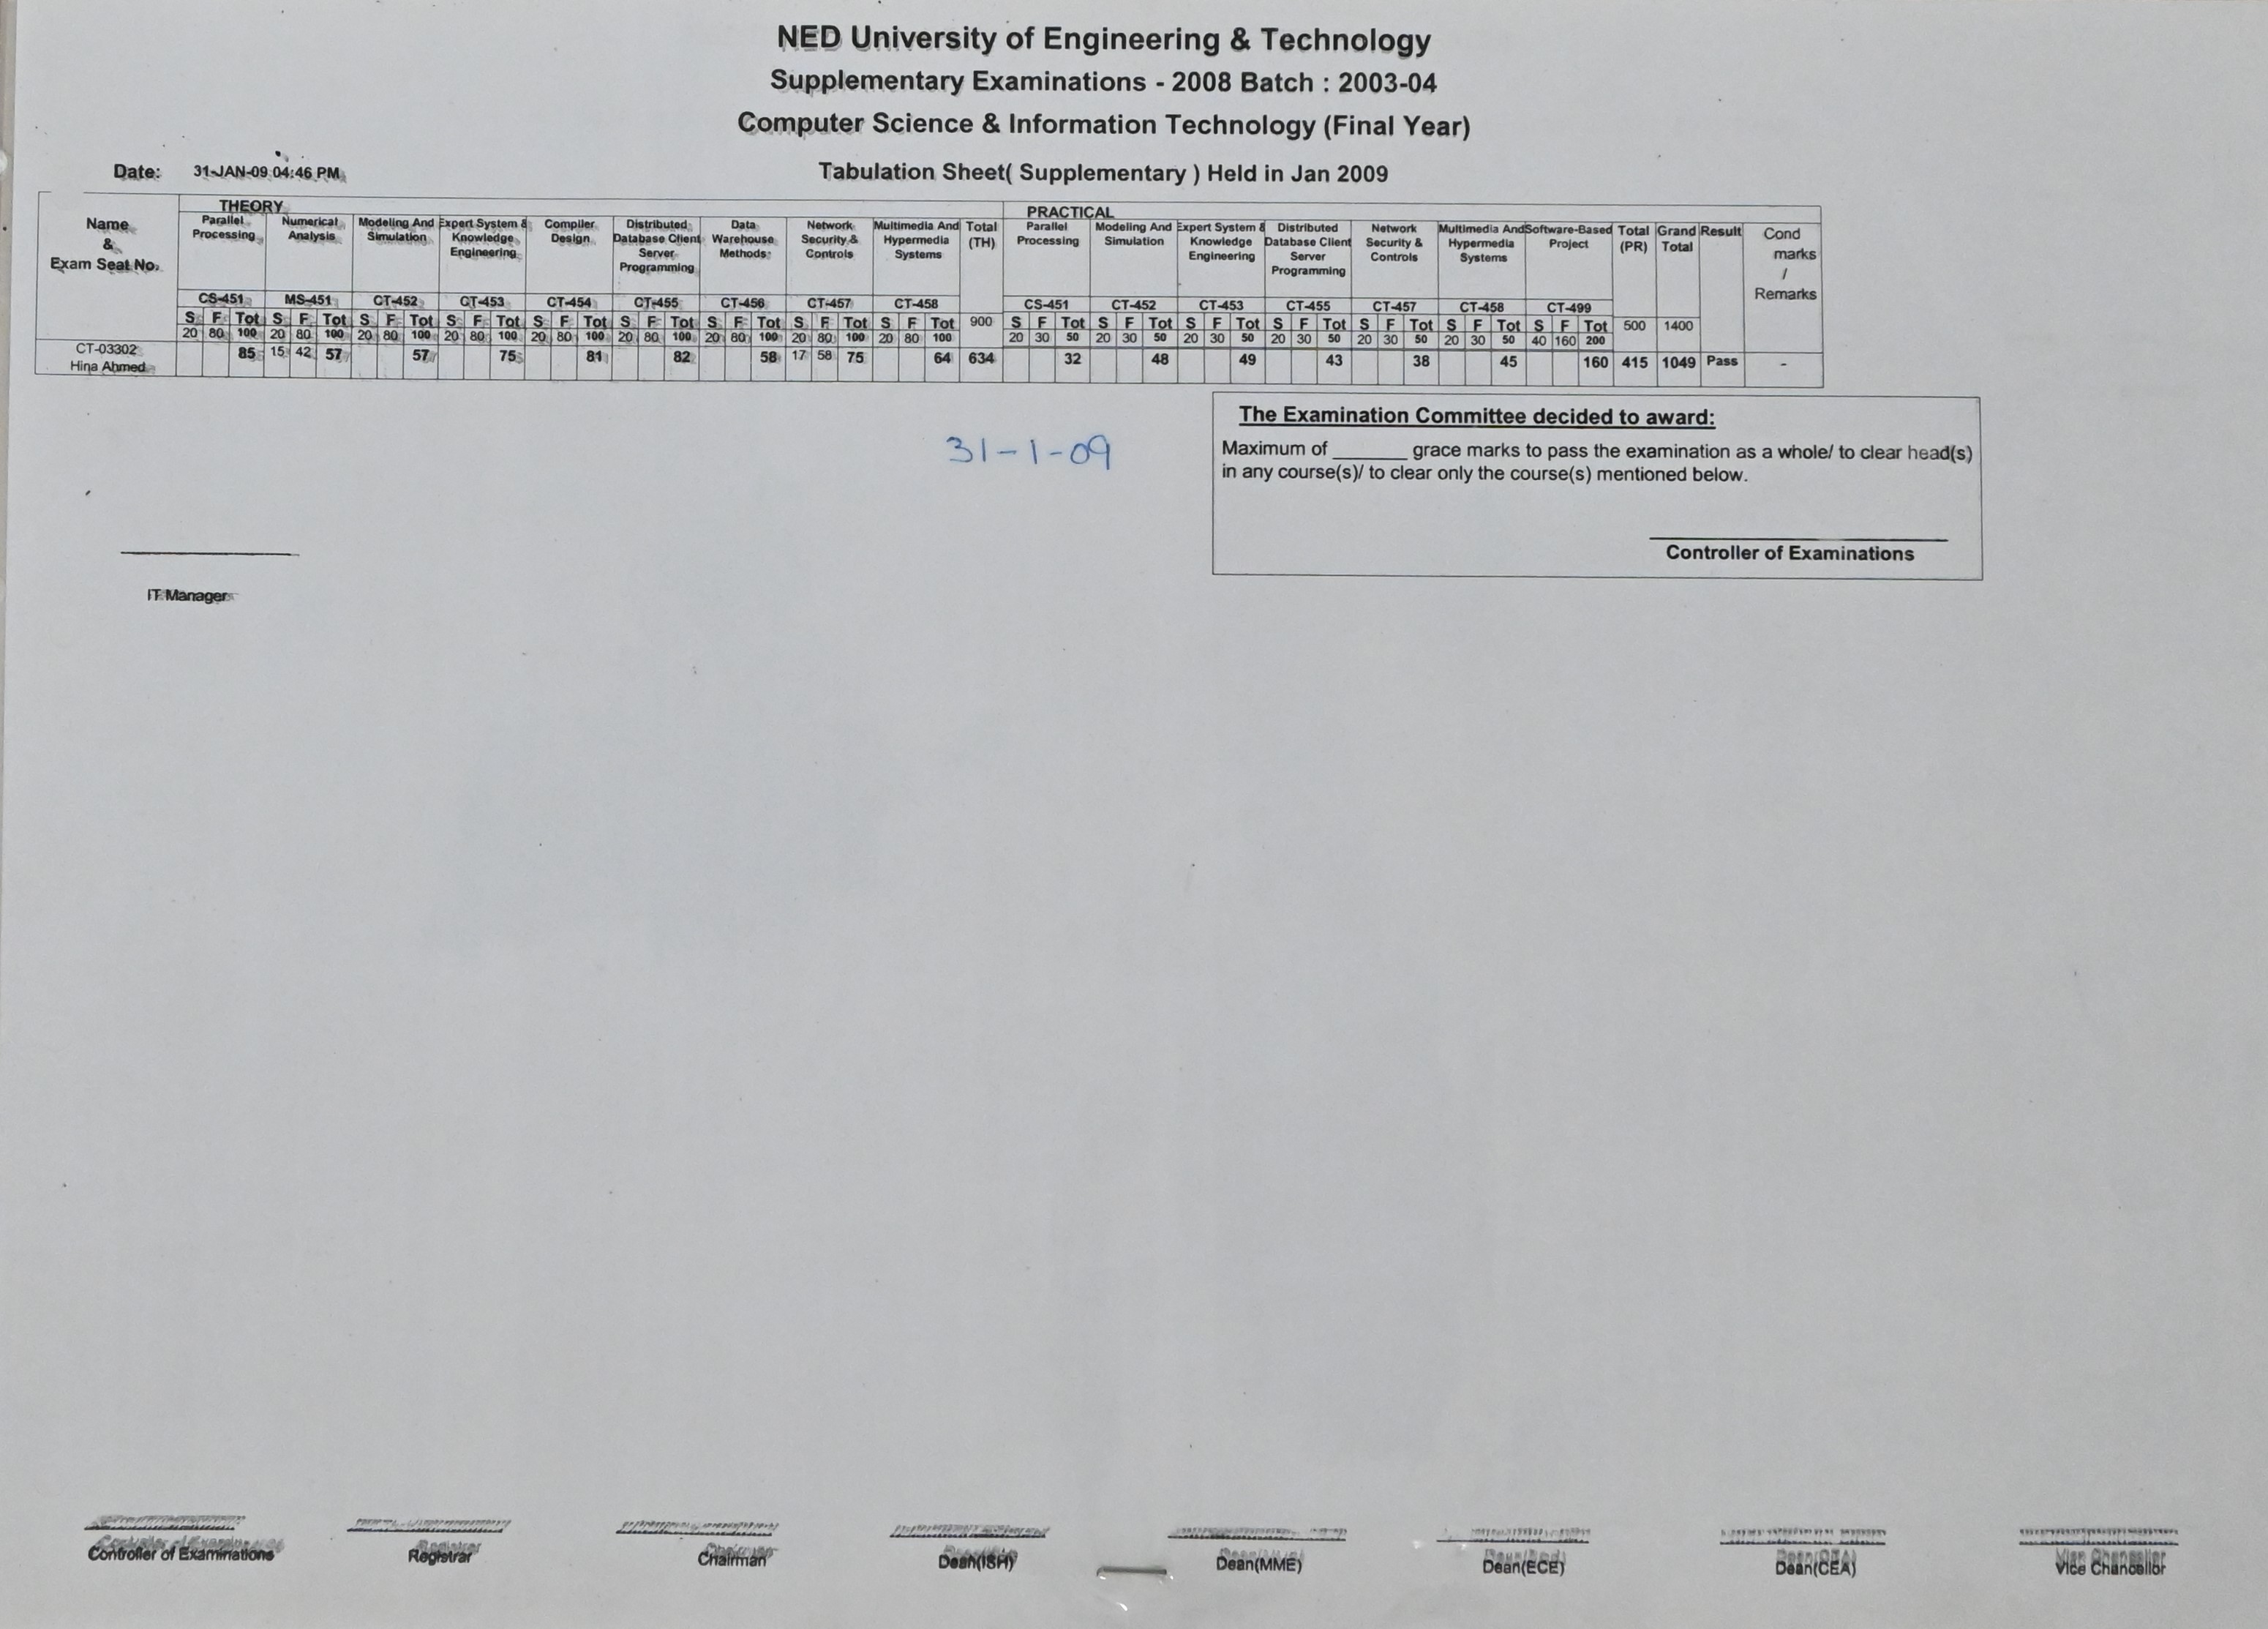 NED University of Engineering & Technology
Supplementary Examinations - 2008 Batch : 2003-04
Computer Science & Information Technology (Final Year)
Date: 31-JAN-09 04:46 PM
Tabulation Sheet( Supplementary ) Held in Jan 2009
Name & Exam Seat No.
THEORY
Parallel Processing Numerical Analysis Modeling And Simulation Expert System & Knowledge Engineering Compiler Design Distributed Database Client Server Programming Data Warehouse Methods Network Security & Controls Multimedia And Hypermedia Systems Total (TH)
PRACTICAL
Parallel Processing Modeling And Simulation Expert System & Knowledge Engineering Distributed Database Client Server Programming Network Security & Controls Multimedia And Hypermedia Systems Software-Based Project Total (PR) Grand Total Result Cond marks / Remarks
CS-451 MS-451 CT-452 CT-453 CT-454 CT-455 CT-456 CT-457 CT-458 CS-451 CT-452 CT-453 CT-455 CT-457 CT-458 CT-499
S F Tot S F Tot S F Tot S F Tot S F Tot S F Tot S F Tot S F Tot S F Tot 900 S F Tot S F Tot S F Tot S F Tot S F Tot S F Tot S F Tot 500 1400
20 80 100 20 80 100 20 80 100 20 80 100 20 80 100 20 80 100 20 80 100 20 80 100 20 80 100 20 30 50 20 30 50 20 30 50 20 30 50 20 30 50 20 30 50 40 160 200
CT-03302 85 15 42 57 57 75 81 82 58 17 58 75 64 634 32 48 49 43 38 45 160 415 1049 Pass -
Hina Ahmed
31-1-09
The Examination Committee decided to award:
Maximum of _______ grace marks to pass the examination as a whole/ to clear head(s)
in any course(s)/ to clear only the course(s) mentioned below.
Controller of Examinations
IT Manager
Controller of Examinations Registrar Chairman Dean(ISH) Dean(MME) Dean(ECE) Dean(CEA) Vice Chancellor